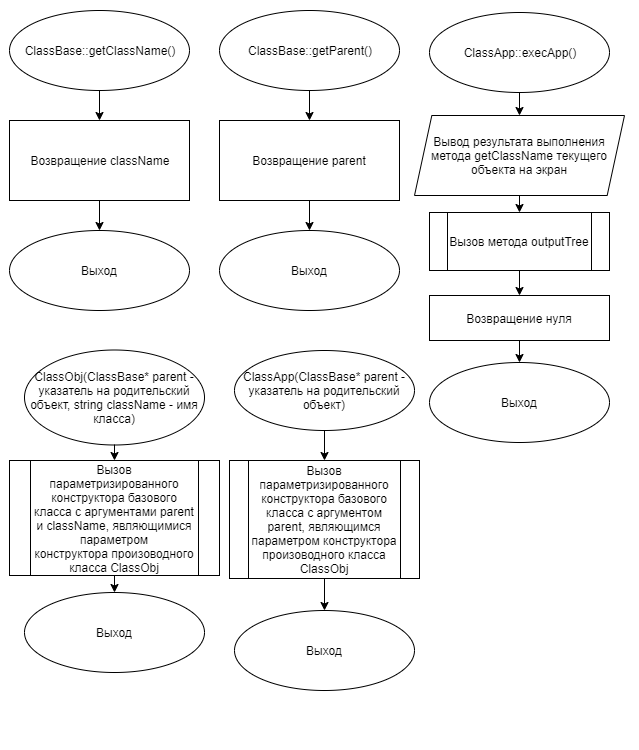 ClassBase::getClassName()
Возвращение className
Выход
ClassBase::getParent()
Возвращение parent
Выход
ClassApp::execApp()
Вывод результата выполнения
метода getClassName текущего
объекта на экран
Вызов метода outputTree
Возвращение нуля
Выход
ClassObj(ClassBase* parent -
указатель на родительский
объект, string className - имя
класса)
Вызов
параметризированного
конструктора базового
класса с аргументами parent
и className, являющимися
параметром
конструктора произоводного
класса ClassObj
Выход
ClassApp(ClassBase* parent -
указатель на родительский
объект)
Вызов
параметризированного
конструктора базового
класса с аргументом
parent, являющимся
параметром конструктора
произоводного класса
ClassObj
Выход